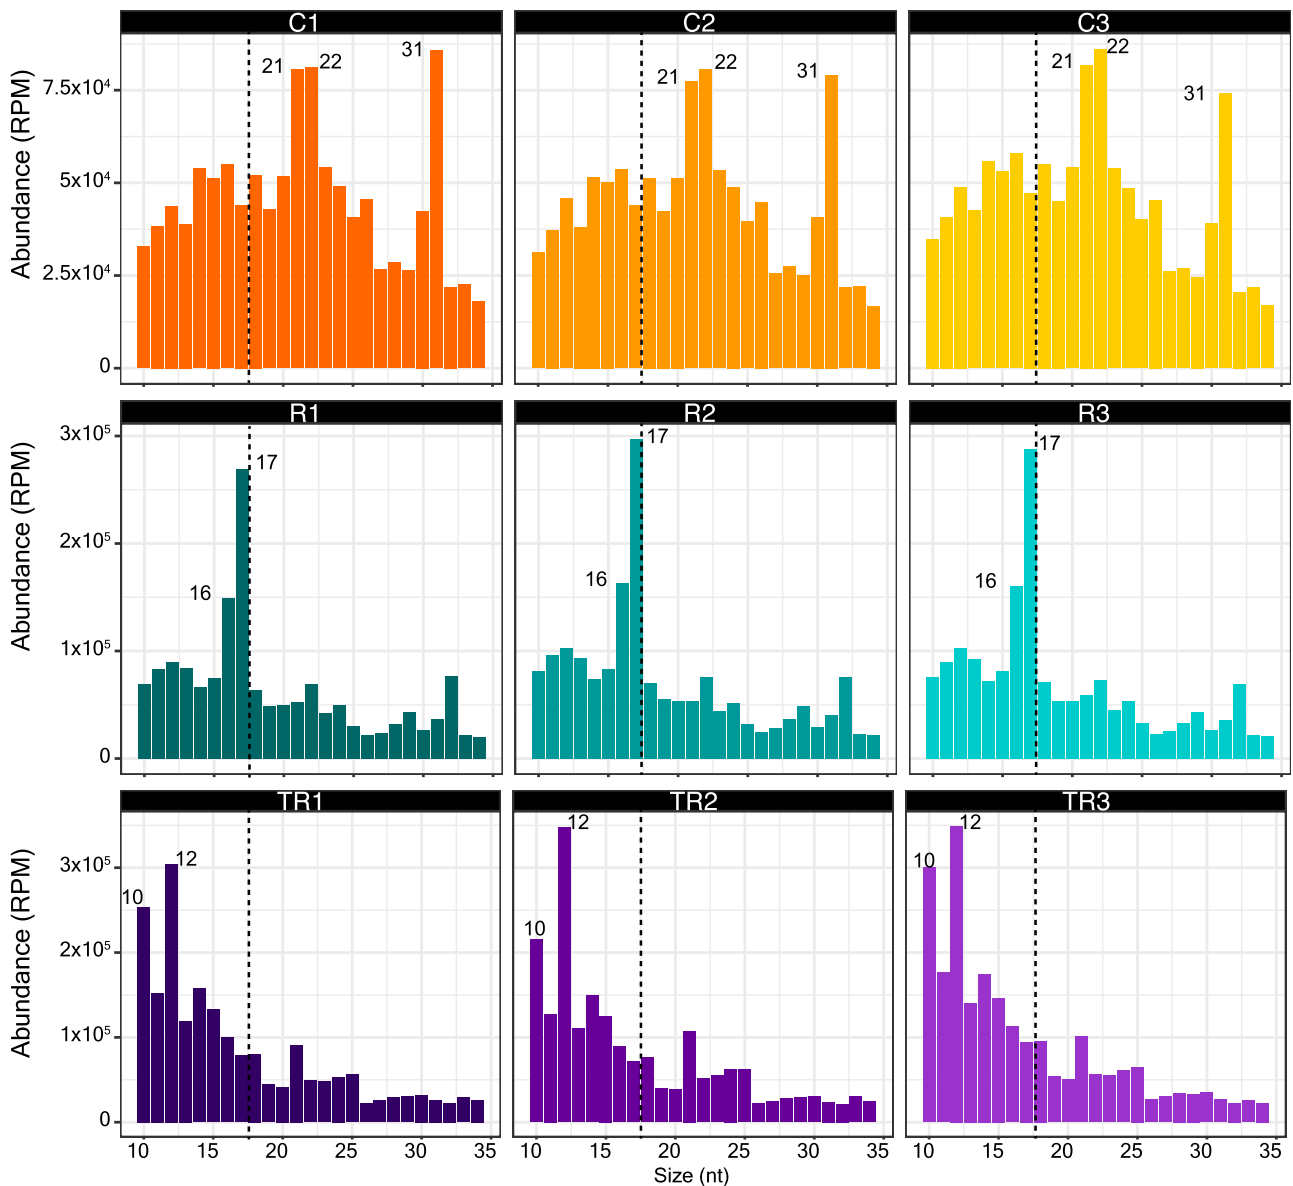 C1 C2 C3
Abundance (RPM)
7.5x10⁴
5x10⁴
2.5x10⁴
0
21 22 31
21 22 31
21 22 31
R1 R2 R3
Abundance (RPM)
3x10⁵
2x10⁵
1x10⁵
0
16 17
16 17
16 17
TR1 TR2 TR3
Abundance (RPM)
3x10⁵
2x10⁵
1x10⁵
0
10 12
10 12
10 12
10 15 20 25 30 35 10 15 20 25 30 35 10 15 20 25 30 35
Size (nt)